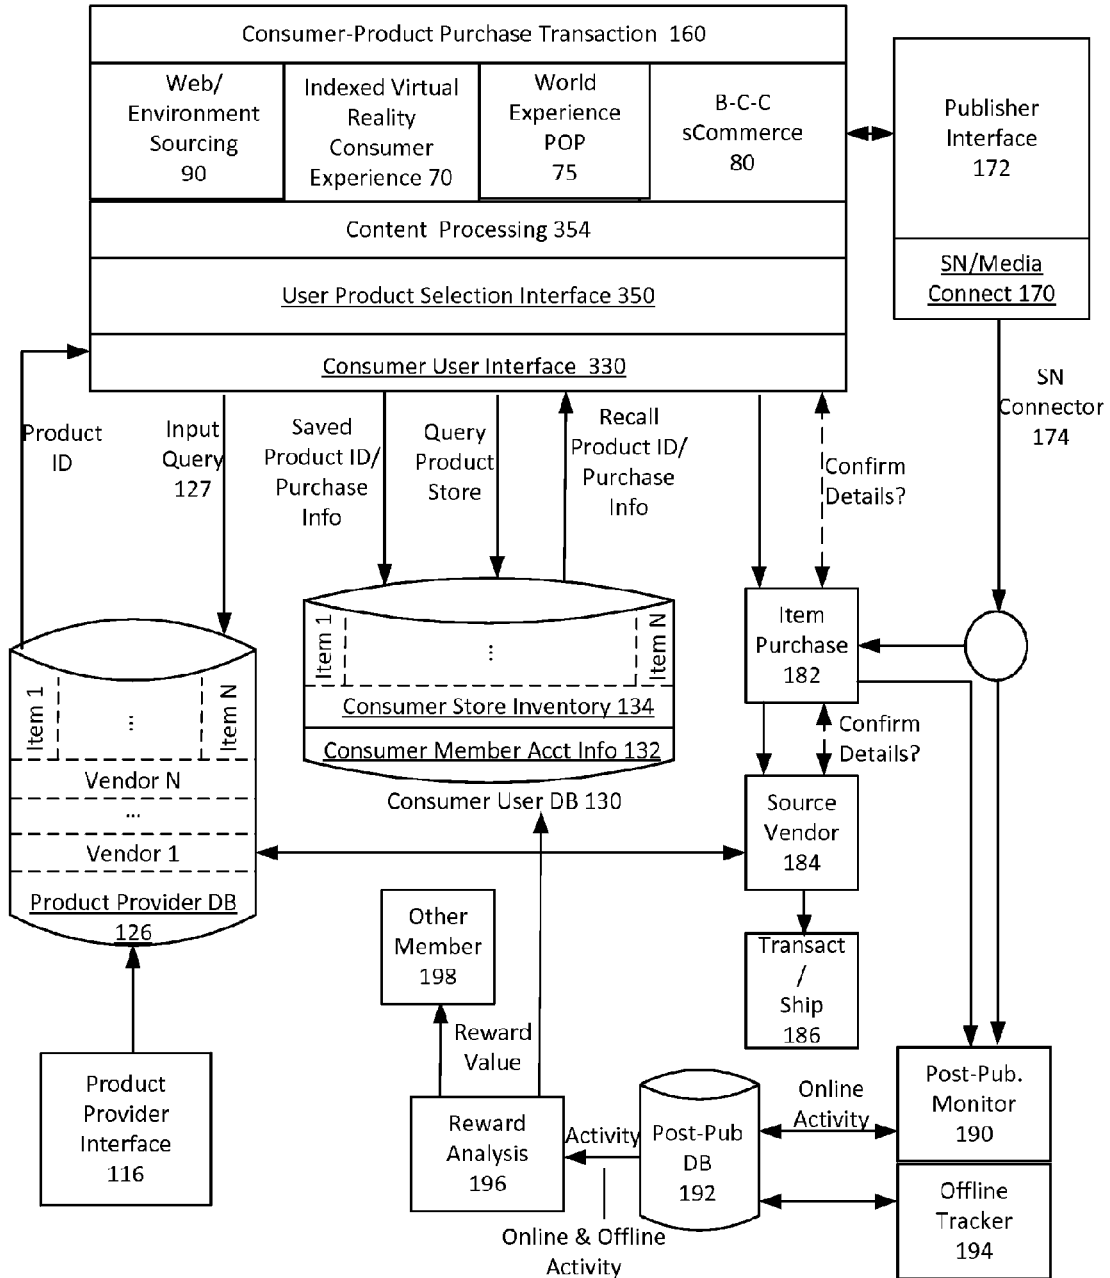 Consumer-Product Purchase Transaction 160
Web/
Environment
Sourcing
90
Indexed Virtual
Reality
Consumer
Experience 70
World
Experience
POP
75
B-C-C
sCommerce
80
Publisher
Interface
172
Content Processing 354
SN/Media
Connect 170
User Product Selection Interface 350
Consumer User Interface 330
Product
ID
Input
Query
127
Saved
Product ID/
Purchase
Info
Query
Product
Store
Recall
Product ID/
Purchase
Info
Confirm
Details?
SN
Connector
174
Item 1
...
Item N
Consumer Store Inventory 134
Consumer Member Acct Info 132
Consumer User DB 130
Item
Purchase
182
Confirm
Details?
Item 1
...
Item N
Vendor N
...
Vendor 1
Product Provider DB
126
Source
Vendor
184
Other
Member
198
Transact
/
Ship
186
Reward
Value
Product
Provider
Interface
116
Reward
Analysis
196
Activity
Post-Pub
DB
192
Online
Activity
Post-Pub.
Monitor
190
Offline
Tracker
194
Online & Offline
Activity